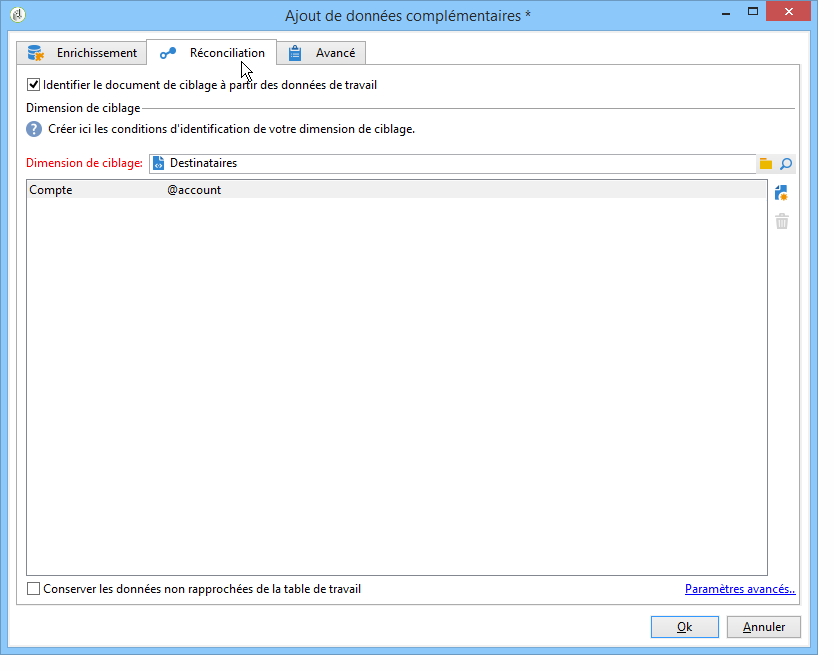 Ajout de données complémentaires *
Enrichissement Réconciliation Avancé
Identifier le document de ciblage à partir des données de travail
Dimension de ciblage
Créer ici les conditions d'identification de votre dimension de ciblage.
Dimension de ciblage: Destinataires
Compte @account
Conserver les données non rapprochées de la table de travail Paramètres avancés..
Ok Annuler